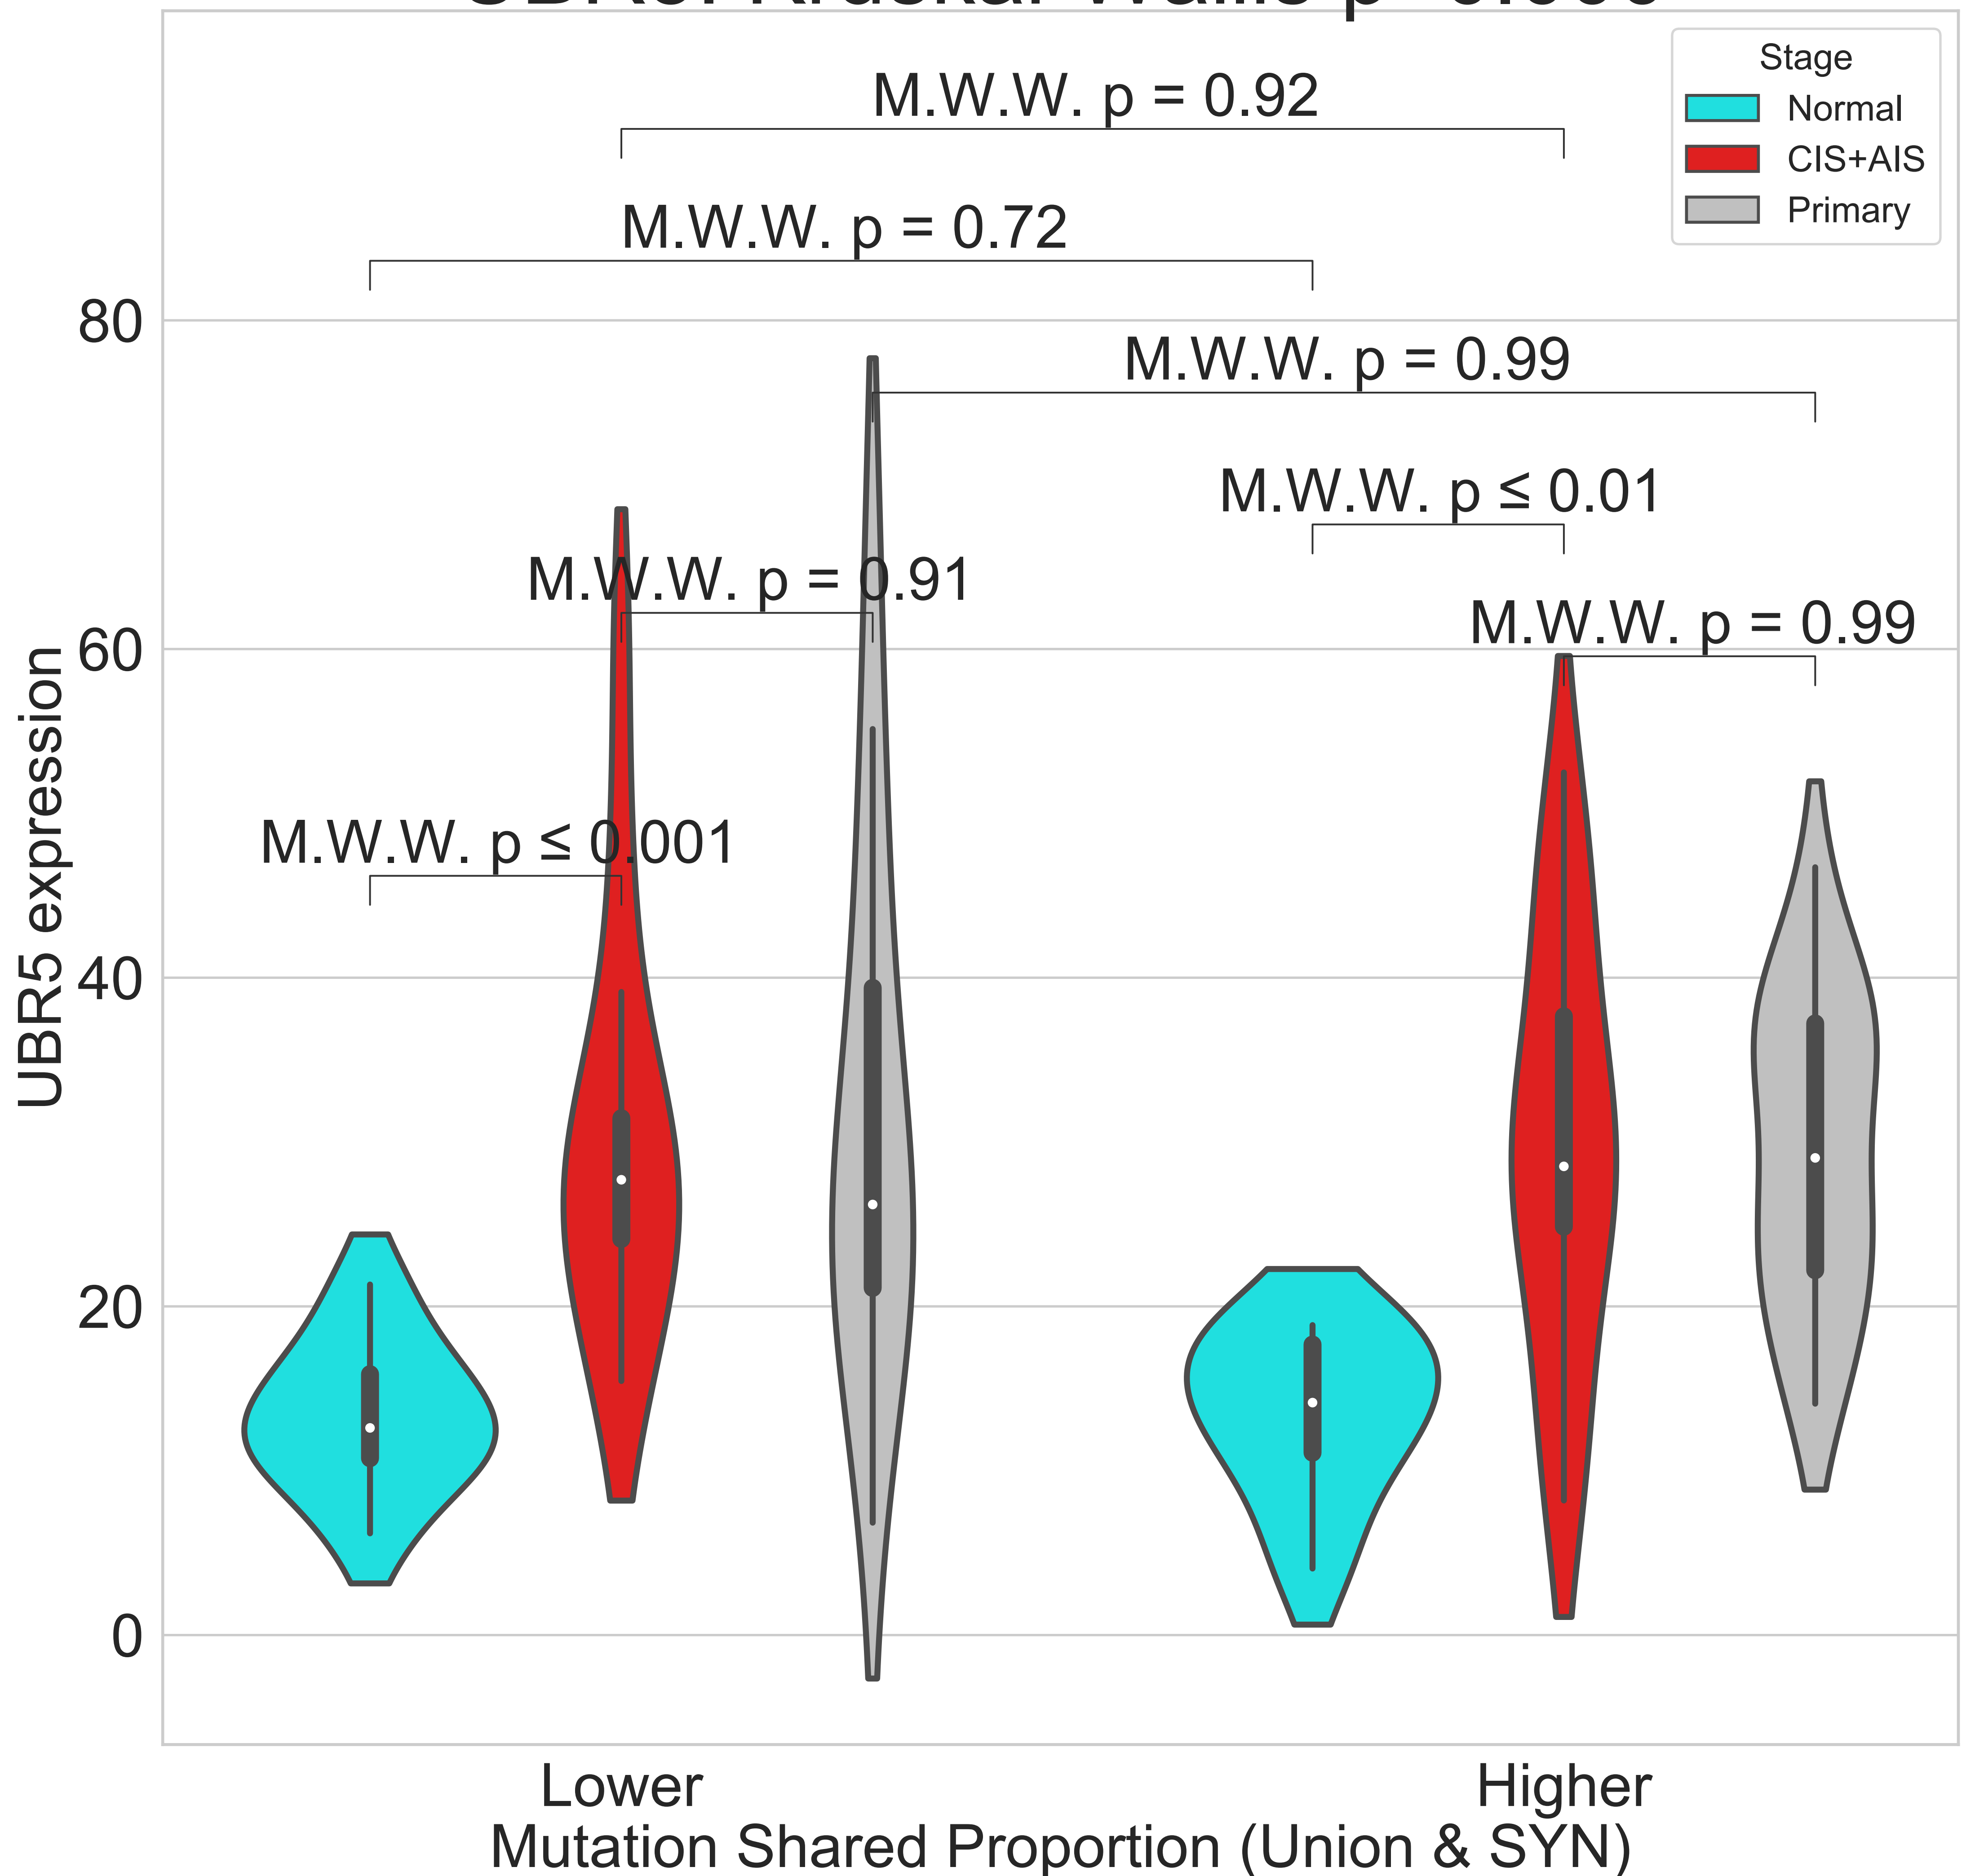 Stage
Normal
CIS+AIS
Primary
M.W.W. p = 0.92
M.W.W. p = 0.72
M.W.W. p = 0.99
M.W.W. p ≤ 0.01
M.W.W. p = 0.91
M.W.W. p = 0.99
M.W.W. p ≤ 0.001
UBR5 expression
80
60
40
20
0
Lower
Higher
Mutation Shared Proportion (Union & SYN)